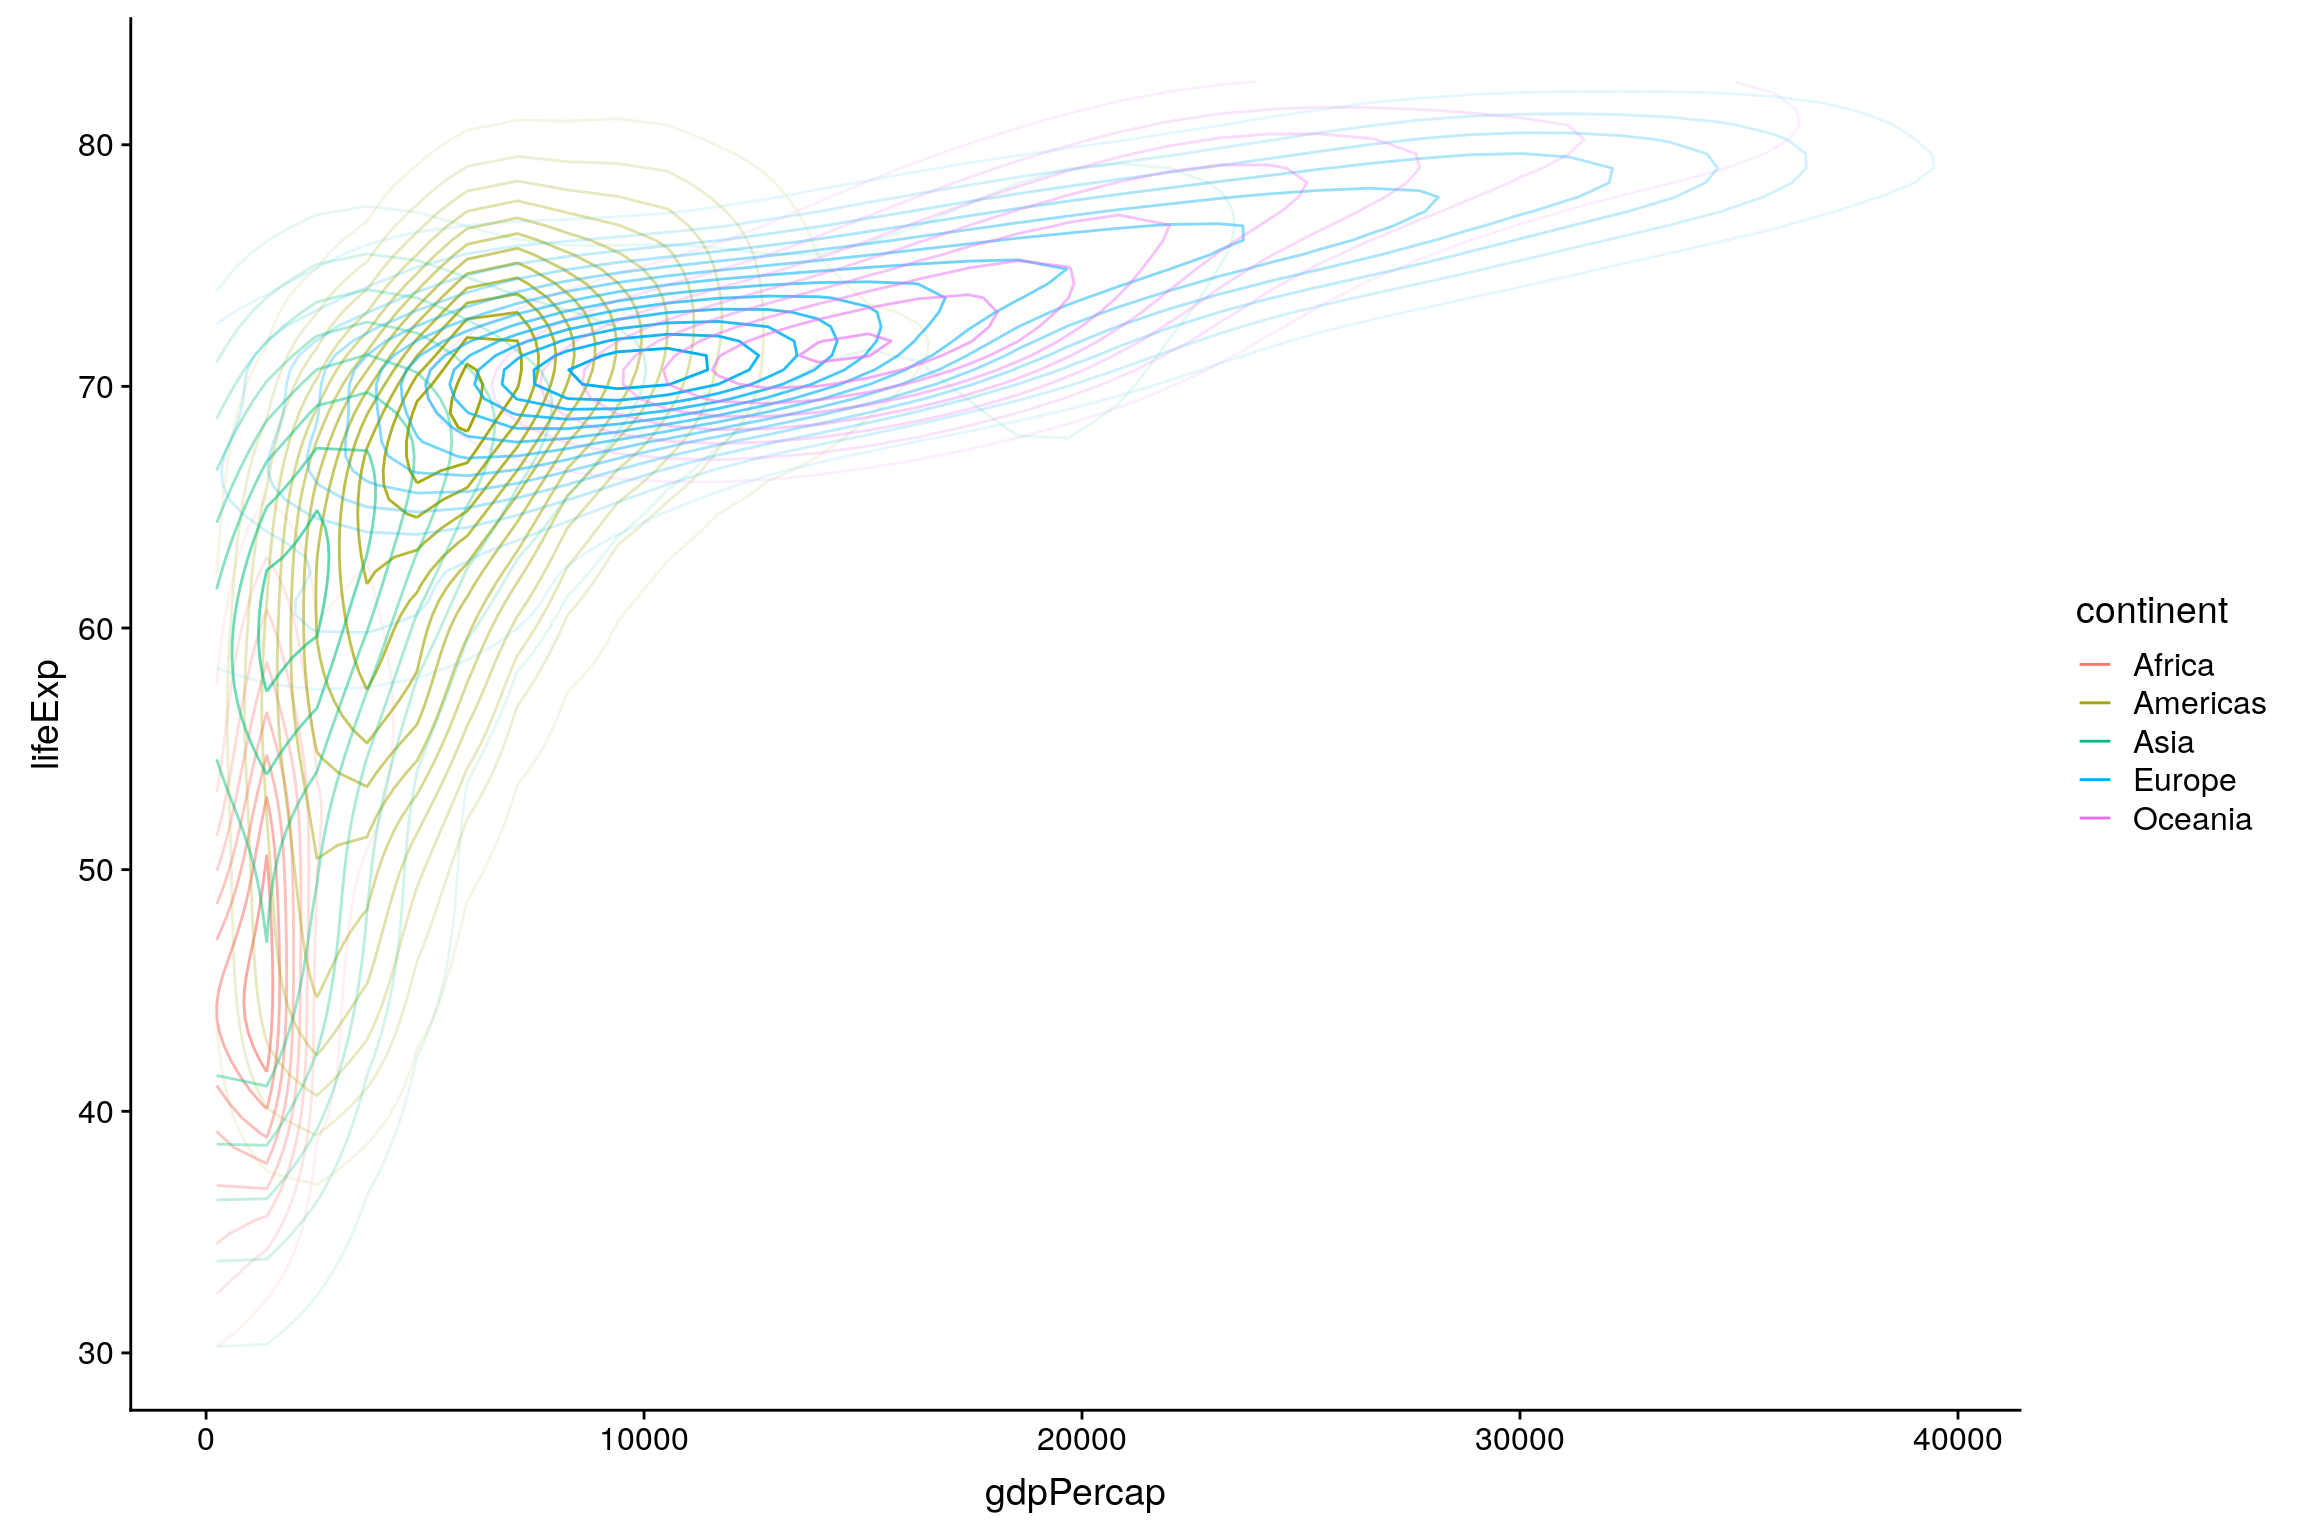 80
70
60
50
40
30
lifeExp
0 10000 20000 30000 40000
gdpPercap
continent
Africa
Americas
Asia
Europe
Oceania